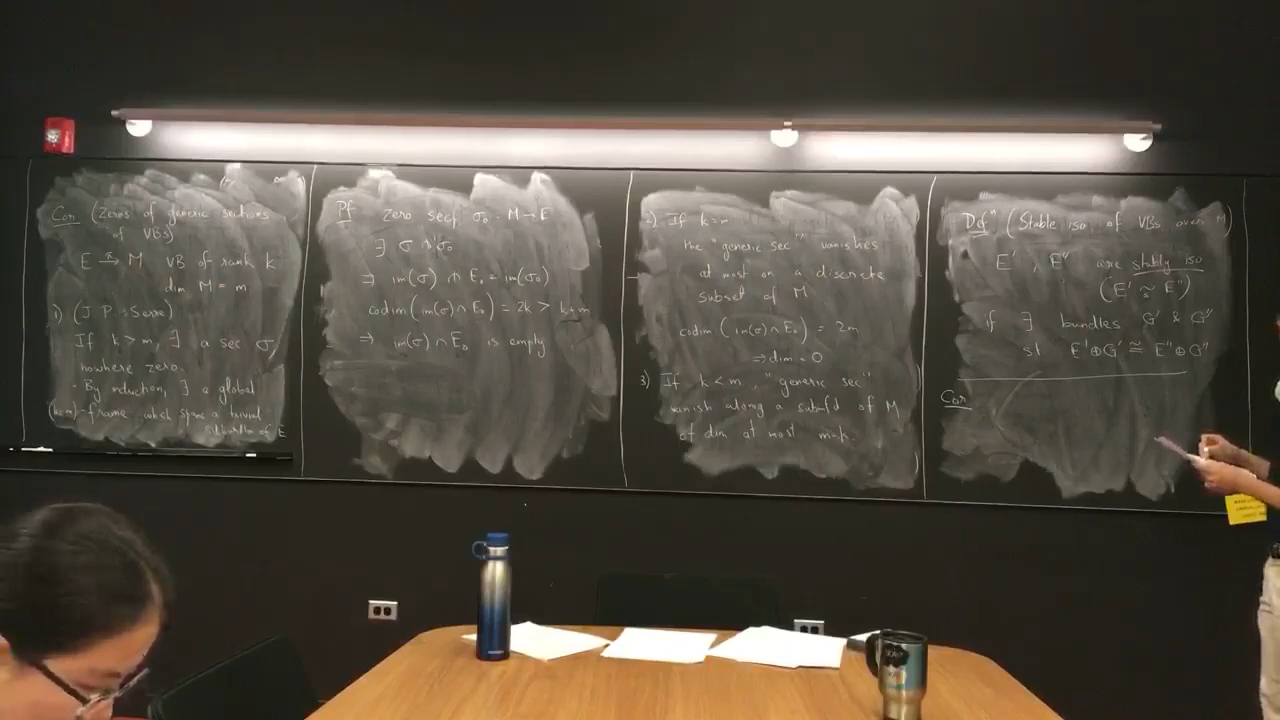 Cor (Zeros of generic sections
of VBs)
E →π M VB of rank k
dim M = m
1) (J. P. Serre)
If k > m, ∃ a sec σ
nowhere zero.
• By induction, ∃ a global
(k-m)-frame, which spans a trivial
subbundle of E
Pf Zero sec σ₀ : M → E
∃ σ ⋔ σ₀
⇒ im(σ) ⋔ E₀ = im(σ₀)
codim(im(σ) ∩ E₀) = 2k > k+m
⇒ im(σ) ∩ E₀ is empty
2) If k = m
the "generic sec" vanishes
at most on a discrete
subset of M
codim(im(σ) ∩ E₀) = 2m
⇒ dim = 0
3) If k < m, "generic sec"
vanish along a submfd of M
of dim at most m-k.
Defⁿ (Stable iso of VBs over M)
E', E" are stably iso
(E' ≈ₛ E")
if ∃ bundles G' & G"
st E'⊕G' ≅ E"⊕G"
Cor